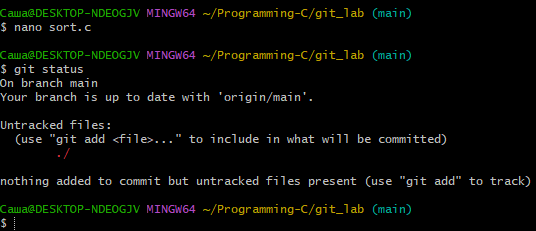 Саша@DESKTOP-NDEOGJV MINGW64 ~/Programming-C/git_lab (main)
$ nano sort.c
Саша@DESKTOP-NDEOGJV MINGW64 ~/Programming-C/git_lab (main)
$ git status
On branch main
Your branch is up to date with 'origin/main'.
Untracked files:
(use "git add <file>..." to include in what will be committed)
./
nothing added to commit but untracked files present (use "git add" to track)
Саша@DESKTOP-NDEOGJV MINGW64 ~/Programming-C/git_lab (main)
$